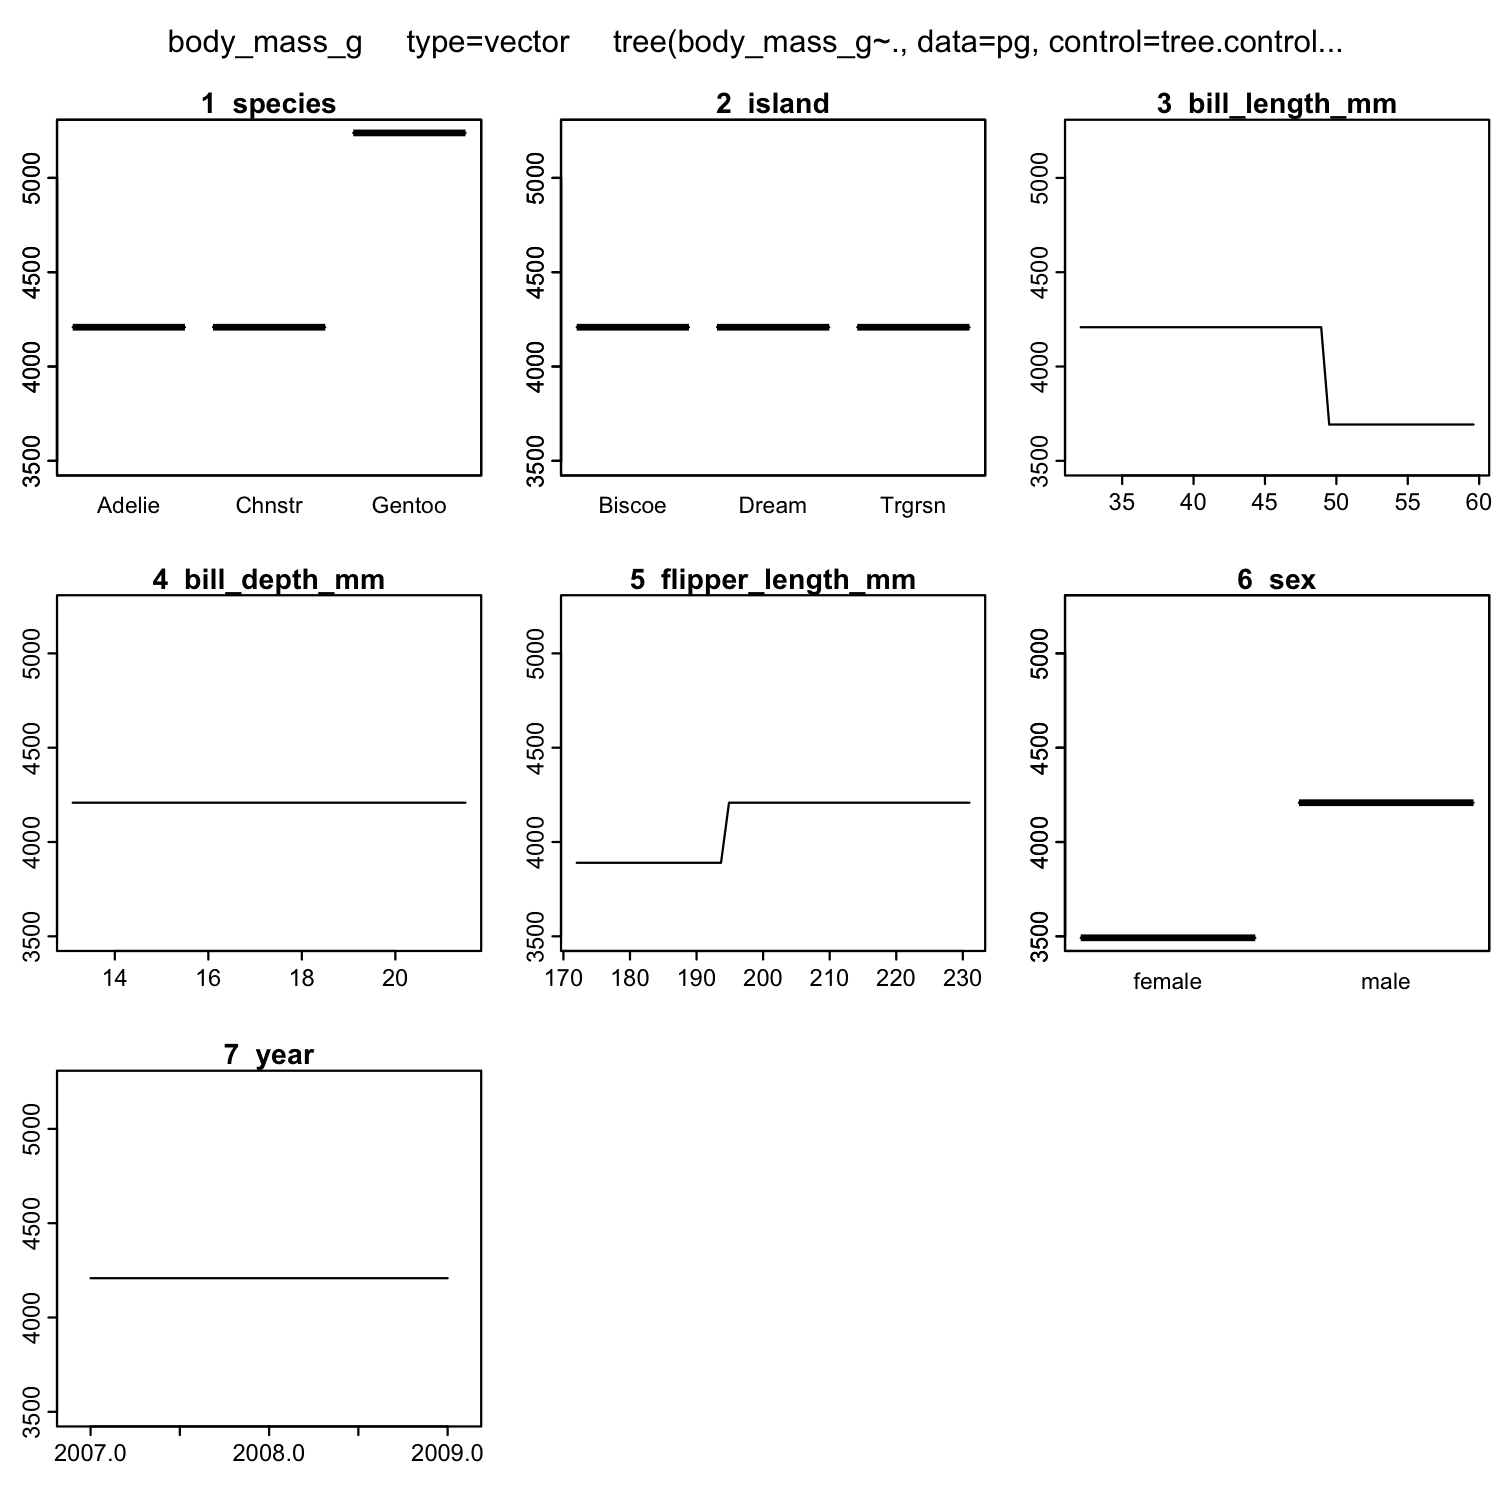 body_mass_g type=vector tree(body_mass_g~., data=pg, control=tree.control...
1 species
5000
4500
4000
3500
Adelie Chnstr Gentoo
2 island
5000
4500
4000
3500
Biscoe Dream Trgrsn
3 bill_length_mm
5000
4500
4000
3500
35 40 45 50 55 60
4 bill_depth_mm
5000
4500
4000
3500
14 16 18 20
5 flipper_length_mm
5000
4500
4000
3500
170 180 190 200 210 220 230
6 sex
5000
4500
4000
3500
female male
7 year
5000
4500
4000
3500
2007.0 2008.0 2009.0